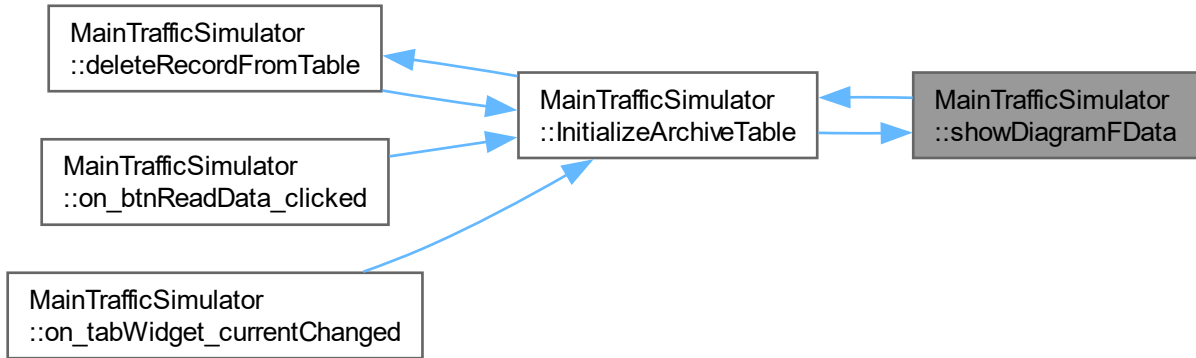 MainTrafficSimulator
::deleteRecordFromTable
MainTrafficSimulator
::on_btnReadData_clicked
MainTrafficSimulator
::on_tabWidget_currentChanged
MainTrafficSimulator
::InitializeArchiveTable
MainTrafficSimulator
::showDiagramFData